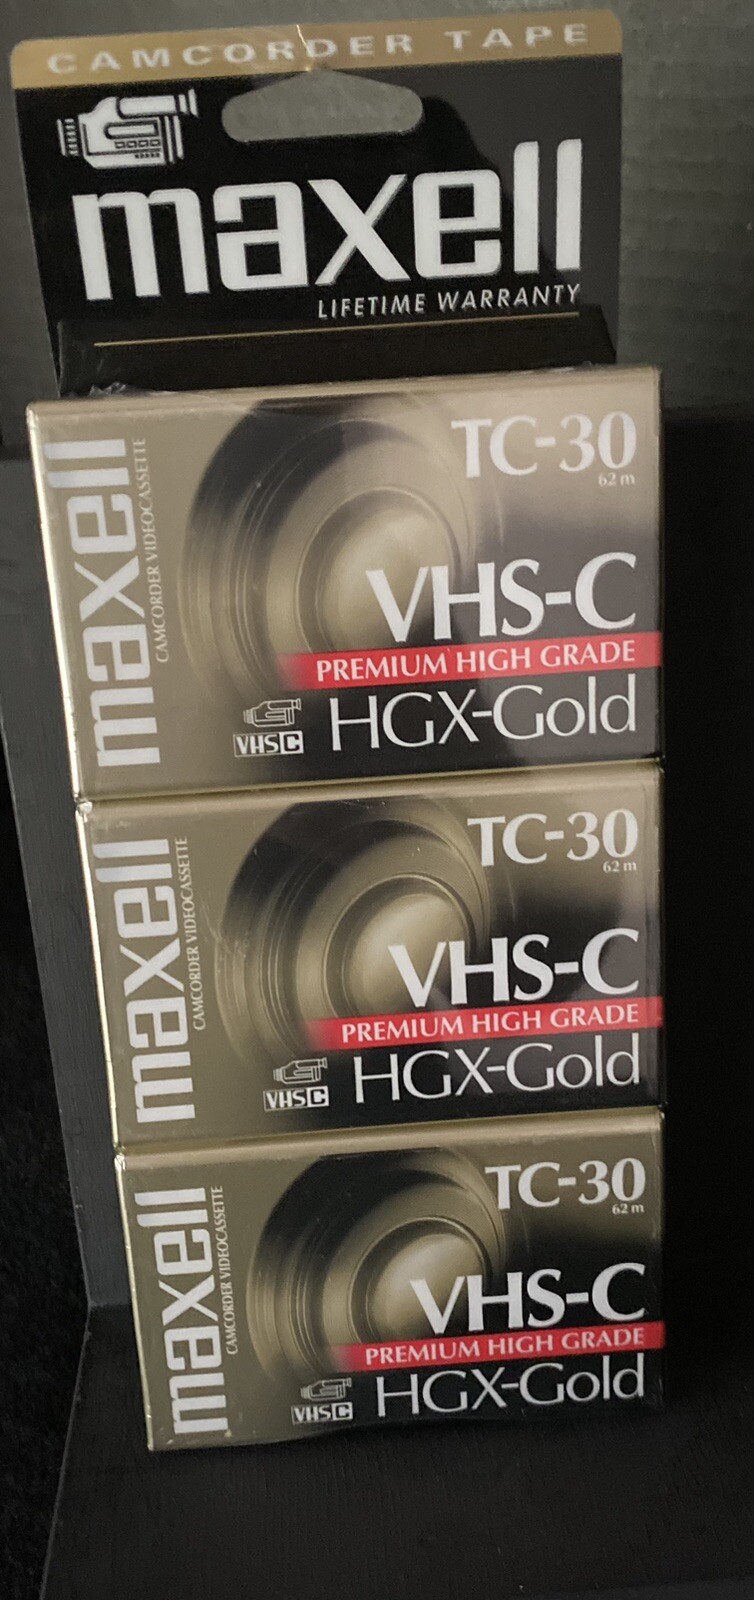 CAMCORDER TAPE
maxell
LIFETIME WARRANTY
maxell
CAMCORDER VIDEOCASSETTE
TC-30
62 m
VHS-C
PREMIUM HIGH GRADE
HGX-Gold
VHS C
maxell
CAMCORDER VIDEOCASSETTE
TC-30
62 m
VHS-C
PREMIUM HIGH GRADE
HGX-Gold
VHS C
maxell
CAMCORDER VIDEOCASSETTE
TC-30
62 m
VHS-C
PREMIUM HIGH GRADE
HGX-Gold
VHS C